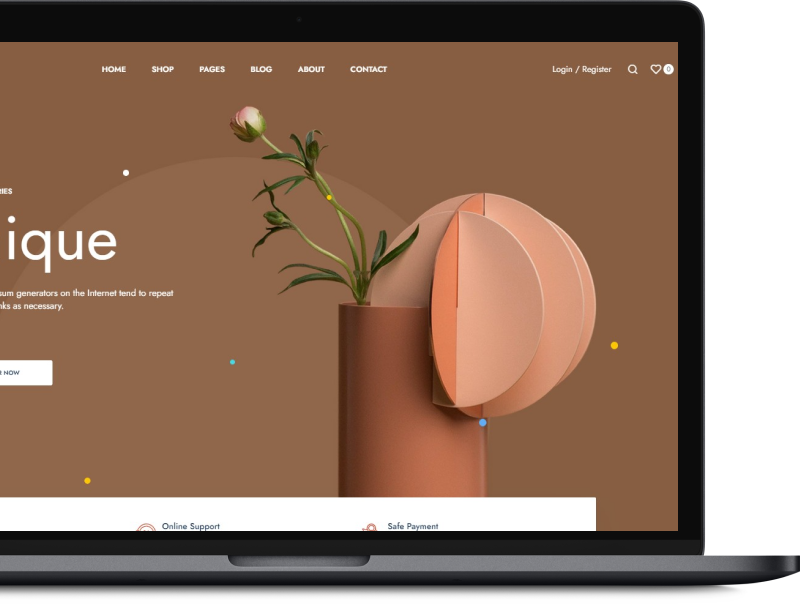 HOME SHOP PAGES BLOG ABOUT CONTACT Login / Register 0
RIES
ique
sum generators on the Internet tend to repeat
nks as necessary.
R NOW
Online Support
Safe Payment